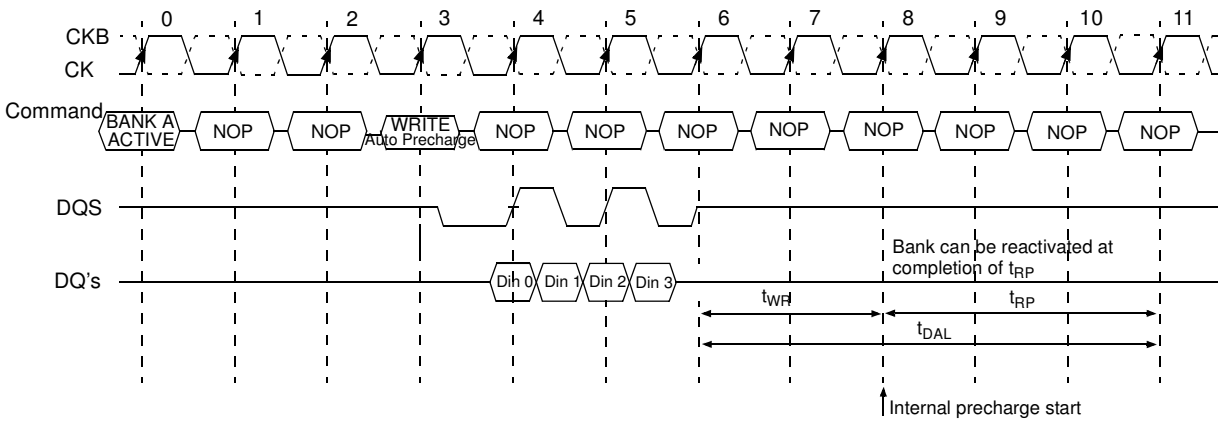 0 1 2 3 4 5 6 7 8 9 10 11
CKB
CK
Command
BANK A
ACTIVE
NOP
NOP
WRITE
Auto Precharge
NOP
NOP
NOP
NOP
NOP
NOP
NOP
NOP
DQS
Bank can be reactivated at
completion of tRP
DQ's
Din 0
Din 1
Din 2
Din 3
tWR
tRP
tDAL
Internal precharge start